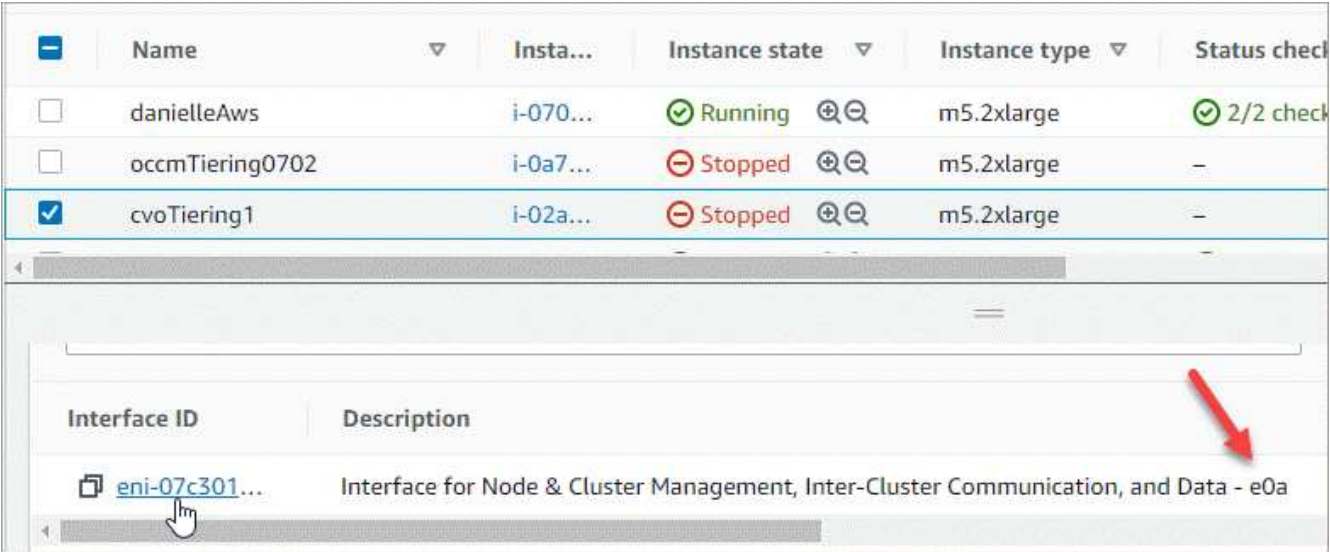 Name Insta... Instance state Instance type Status check
danielleAws i-070... Running m5.2xlarge 2/2 check
occmTiering0702 i-0a7... Stopped m5.2xlarge –
cvoTiering1 i-02a... Stopped m5.2xlarge –
Interface ID Description
eni-07c301... Interface for Node & Cluster Management, Inter-Cluster Communication, and Data - e0a